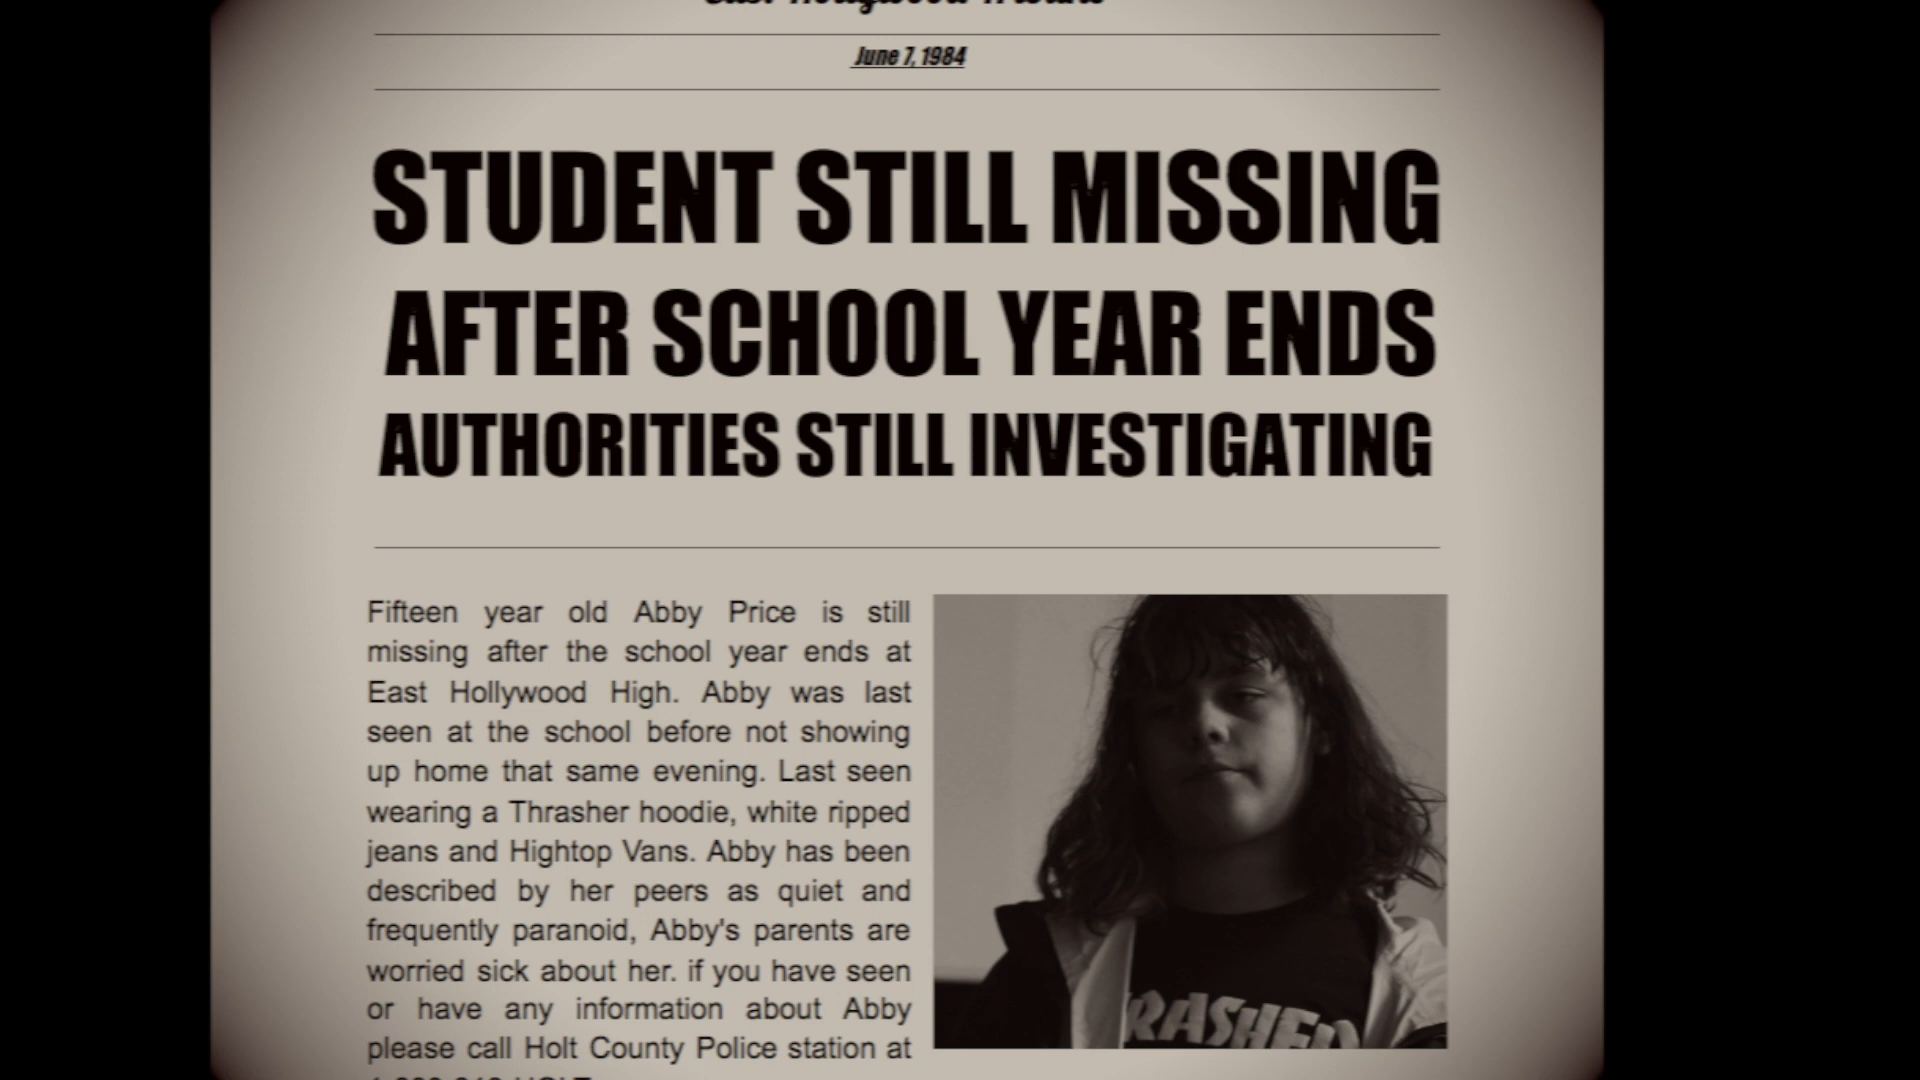 East Hollywood Tribune
June 7, 1984
STUDENT STILL MISSING
AFTER SCHOOL YEAR ENDS
AUTHORITIES STILL INVESTIGATING
Fifteen year old Abby Price is still
missing after the school year ends at
East Hollywood High. Abby was last
seen at the school before not showing
up home that same evening. Last seen
wearing a Thrasher hoodie, white ripped
jeans and Hightop Vans. Abby has been
described by her peers as quiet and
frequently paranoid, Abby's parents are
worried sick about her. if you have seen
or have any information about Abby
please call Holt County Police station at
RASHER